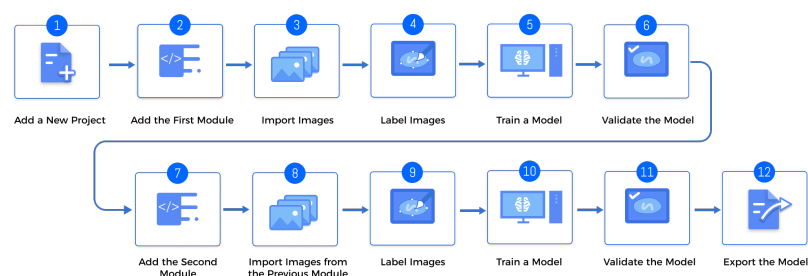 1
2
3
4
5
6
</>
Add a New Project
Add the First Module
Import Images
Label Images
Train a Model
Validate the Model
7
8
9
10
11
12
</>
Add the Second
Module
Import Images from
the Previous Module
Label Images
Train a Model
Validate the Model
Export the Model